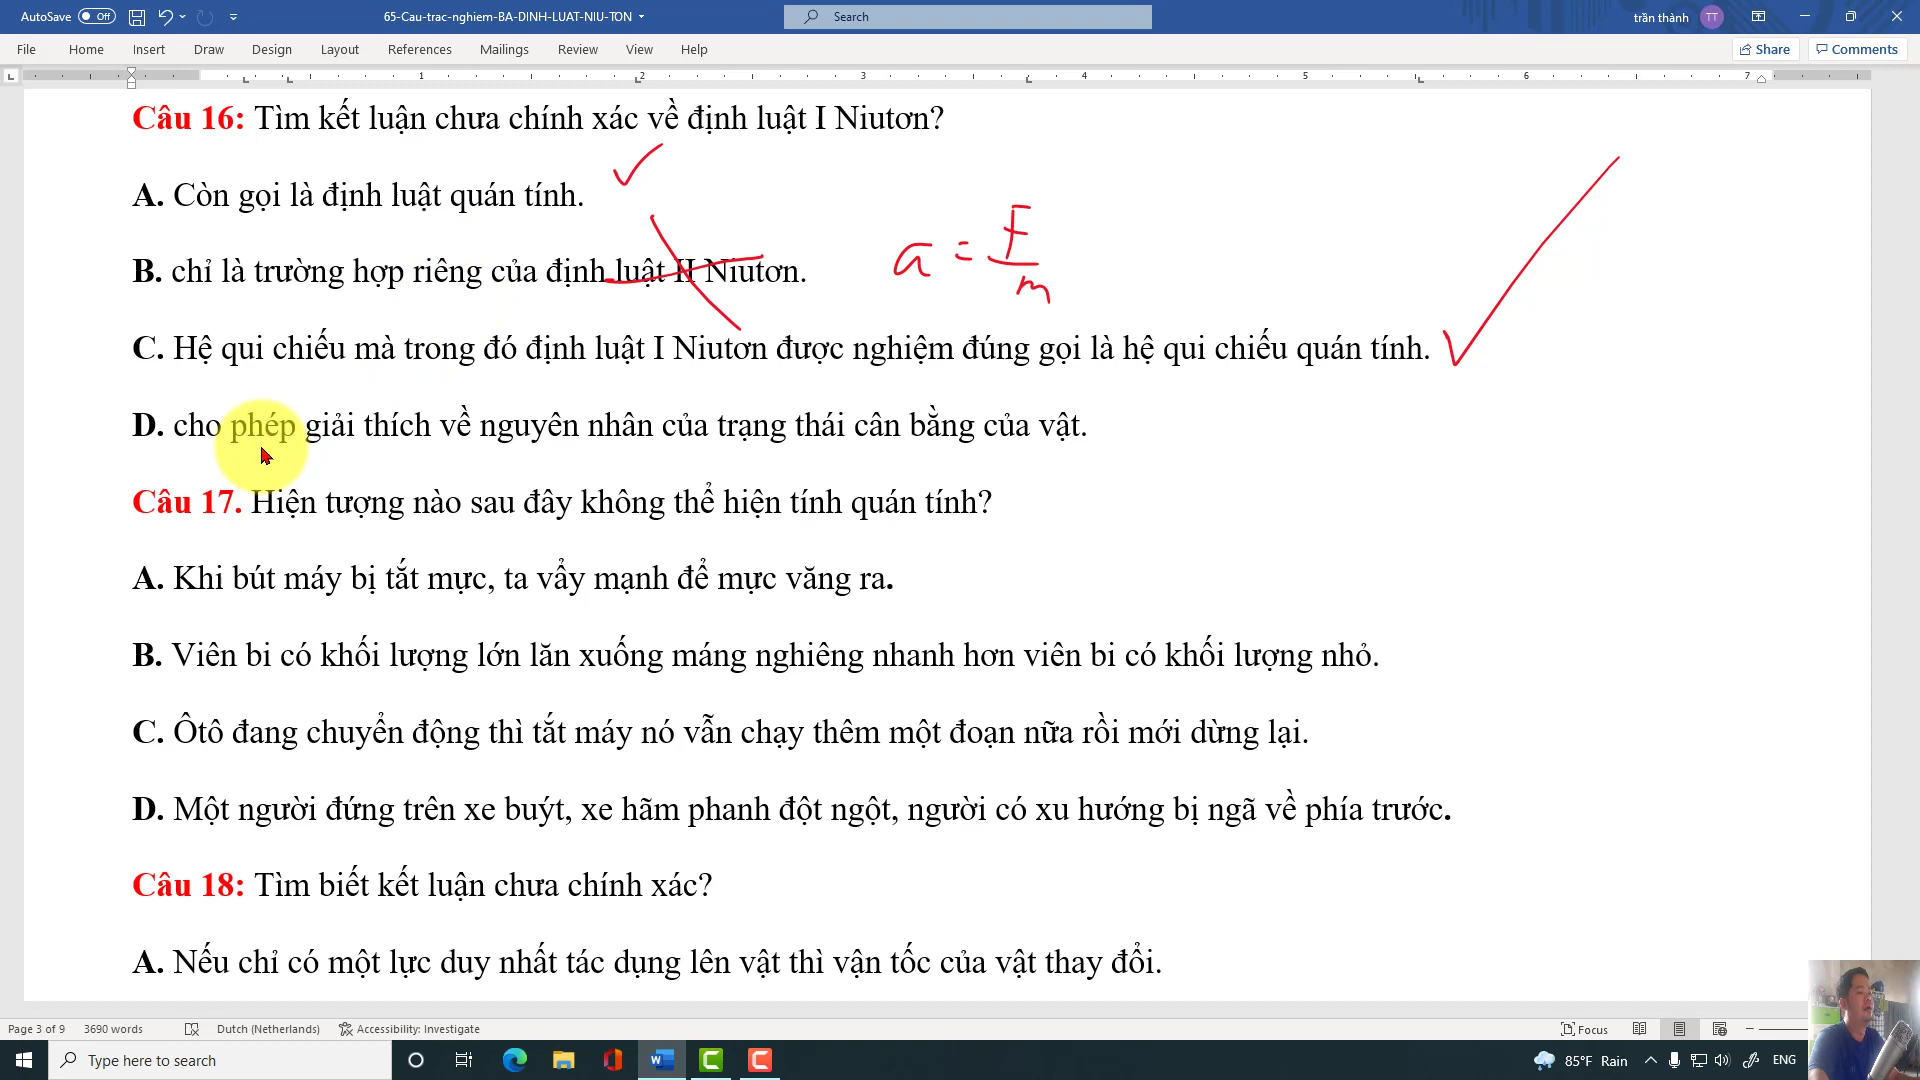 AutoSave Off 65-Cau-trac-nghiem-BA-DINH-LUAT-NIU-TON Search trần thành TT
File Home Insert Draw Design Layout References Mailings Review View Help Share Comments
1 2 3 4 5 6 7
Câu 16: Tìm kết luận chưa chính xác về định luật I Niutơn?
A. Còn gọi là định luật quán tính.
B. chỉ là trường hợp riêng của định luật II Niutơn.
a = F/m
C. Hệ qui chiếu mà trong đó định luật I Niutơn được nghiệm đúng gọi là hệ qui chiếu quán tính.
D. cho phép giải thích về nguyên nhân của trạng thái cân bằng của vật.
Câu 17. Hiện tượng nào sau đây không thể hiện tính quán tính?
A. Khi bút máy bị tắt mực, ta vẩy mạnh để mực văng ra.
B. Viên bi có khối lượng lớn lăn xuống máng nghiêng nhanh hơn viên bi có khối lượng nhỏ.
C. Ôtô đang chuyển động thì tắt máy nó vẫn chạy thêm một đoạn nữa rồi mới dừng lại.
D. Một người đứng trên xe buýt, xe hãm phanh đột ngột, người có xu hướng bị ngã về phía trước.
Câu 18: Tìm biết kết luận chưa chính xác?
A. Nếu chỉ có một lực duy nhất tác dụng lên vật thì vận tốc của vật thay đổi.
Page 3 of 9 3690 words Dutch (Netherlands) Accessibility: Investigate Focus
Type here to search 85°F Rain ENG